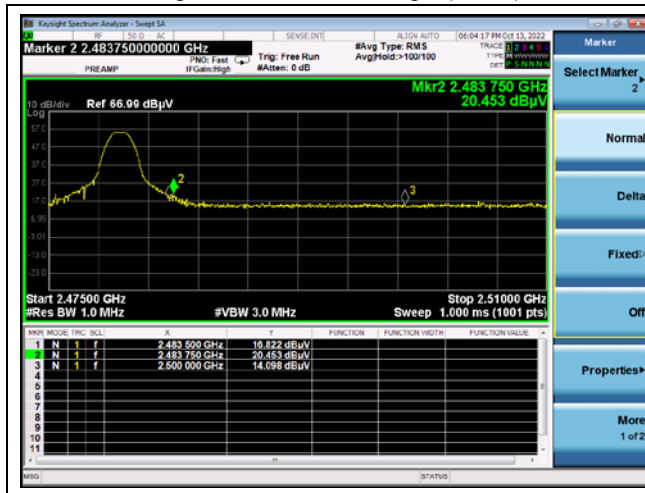 Keysight Spectrum Analyzer - Swept SA
RF 50 Ω AC SENSE:INT ALIGN AUTO 06:04:17 PM Oct 13, 2022
Marker 2 2.483750000000 GHz
PREAMP
PNO: Fast
IFGain:High
Trig: Free Run
#Atten: 0 dB
#Avg Type: RMS
Avg|Hold:>100/100
TRACE 1 2 3 4 5
TYPE M
DET P S N N N N
Mkr2 2.483 750 GHz
20.453 dBµV
10 dB/div Ref 66.99 dBµV
Log
57.0
47.0
37.0
27.0
17.0
6.99
-3.01
-13.0
-23.0
2
3
Start 2.47500 GHz Stop 2.51000 GHz
#Res BW 1.0 MHz #VBW 3.0 MHz Sweep 1.000 ms (1001 pts)
MKR MODE TRC SCL X Y FUNCTION FUNCTION WIDTH FUNCTION VALUE
1 N 1 f 2.483 500 GHz 16.822 dBµV
2 N 1 f 2.483 750 GHz 20.453 dBµV
3 N 1 f 2.500 000 GHz 14.098 dBµV
4
5
6
7
8
9
10
11
MSG STATUS
Marker
Select Marker
2
Normal
Delta
Fixed
Off
Properties
More
1 of 2